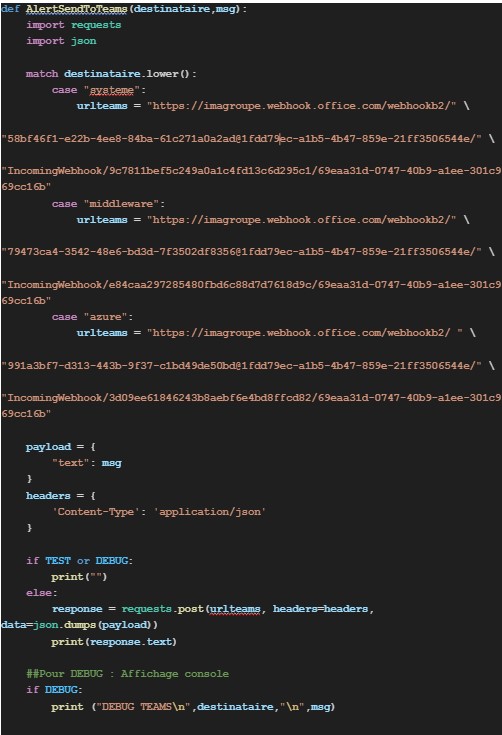 def AlertSendToTeams(destinataire,msg):
import requests
import json
match destinataire.lower():
case "systeme":
urlteams = "https://imagroupe.webhook.office.com/webhookb2/" \
"58bf46f1-e22b-4ee8-84ba-61c271a0a2ad@1fdd79ec-a1b5-4b47-859e-21ff3506544e/" \
"IncomingWebhook/9c7811bef5c249a0a1c4fd13c6d295c1/69eaa31d-0747-40b9-a1ee-301c9
69cc16b"
case "middleware":
urlteams = "https://imagroupe.webhook.office.com/webhookb2/" \
"79473ca4-3542-48e6-bd3d-7f3502df8356@1fdd79ec-a1b5-4b47-859e-21ff3506544e/" \
"IncomingWebhook/e84caa297285480fbd6c88d7d7618d9c/69eaa31d-0747-40b9-a1ee-301c9
69cc16b"
case "azure":
urlteams = "https://imagroupe.webhook.office.com/webhookb2/ " \
"991a3bf7-d313-443b-9f37-c1bd49de50bd@1fdd79ec-a1b5-4b47-859e-21ff3506544e/" \
"IncomingWebhook/3d09ee61846243b8aebf6e4bd8ffcd82/69eaa31d-0747-40b9-a1ee-301c9
69cc16b"
payload = {
"text": msg
}
headers = {
'Content-Type': 'application/json'
}
if TEST or DEBUG:
print("")
else:
response = requests.post(urlteams, headers=headers,
data=json.dumps(payload))
print(response.text)
##Pour DEBUG : Affichage console
if DEBUG:
print ("DEBUG TEAMS\n",destinataire,"\n",msg)